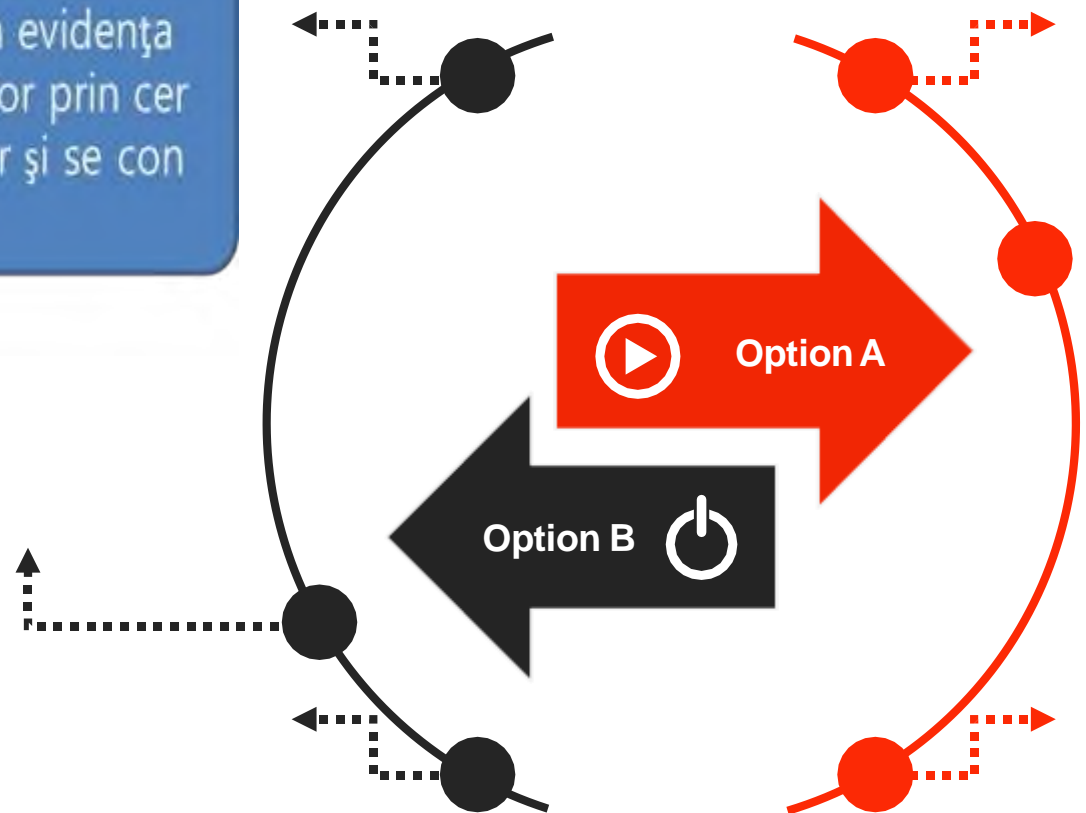 evidenţa
or prin cer
r şi se con
Option A
Option B